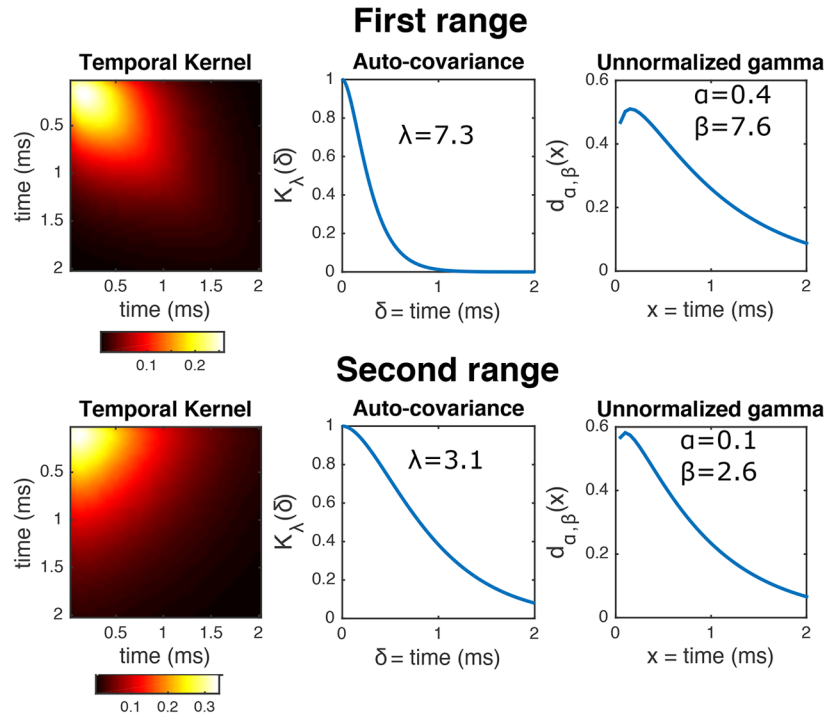 First range
Temporal Kernel
time (ms)
0.5
1
1.5
2
0.5
1
1.5
2
time (ms)
0.1
0.2
Auto-covariance
K_λ(δ)
1
0.8
0.6
0.4
0.2
0
λ=7.3
0
1
2
δ = time (ms)
Unnormalized gamma
d_α,β(x)
0.6
0.4
0.2
0
α=0.4
β=7.6
0
1
2
x = time (ms)
Second range
Temporal Kernel
time (ms)
0.5
1
1.5
2
0.5
1
1.5
2
time (ms)
0.1
0.2
0.3
Auto-covariance
K_λ(δ)
1
0.8
0.6
0.4
0.2
0
λ=3.1
0
1
2
δ = time (ms)
Unnormalized gamma
d_α,β(x)
0.6
0.4
0.2
0
α=0.1
β=2.6
0
1
2
x = time (ms)